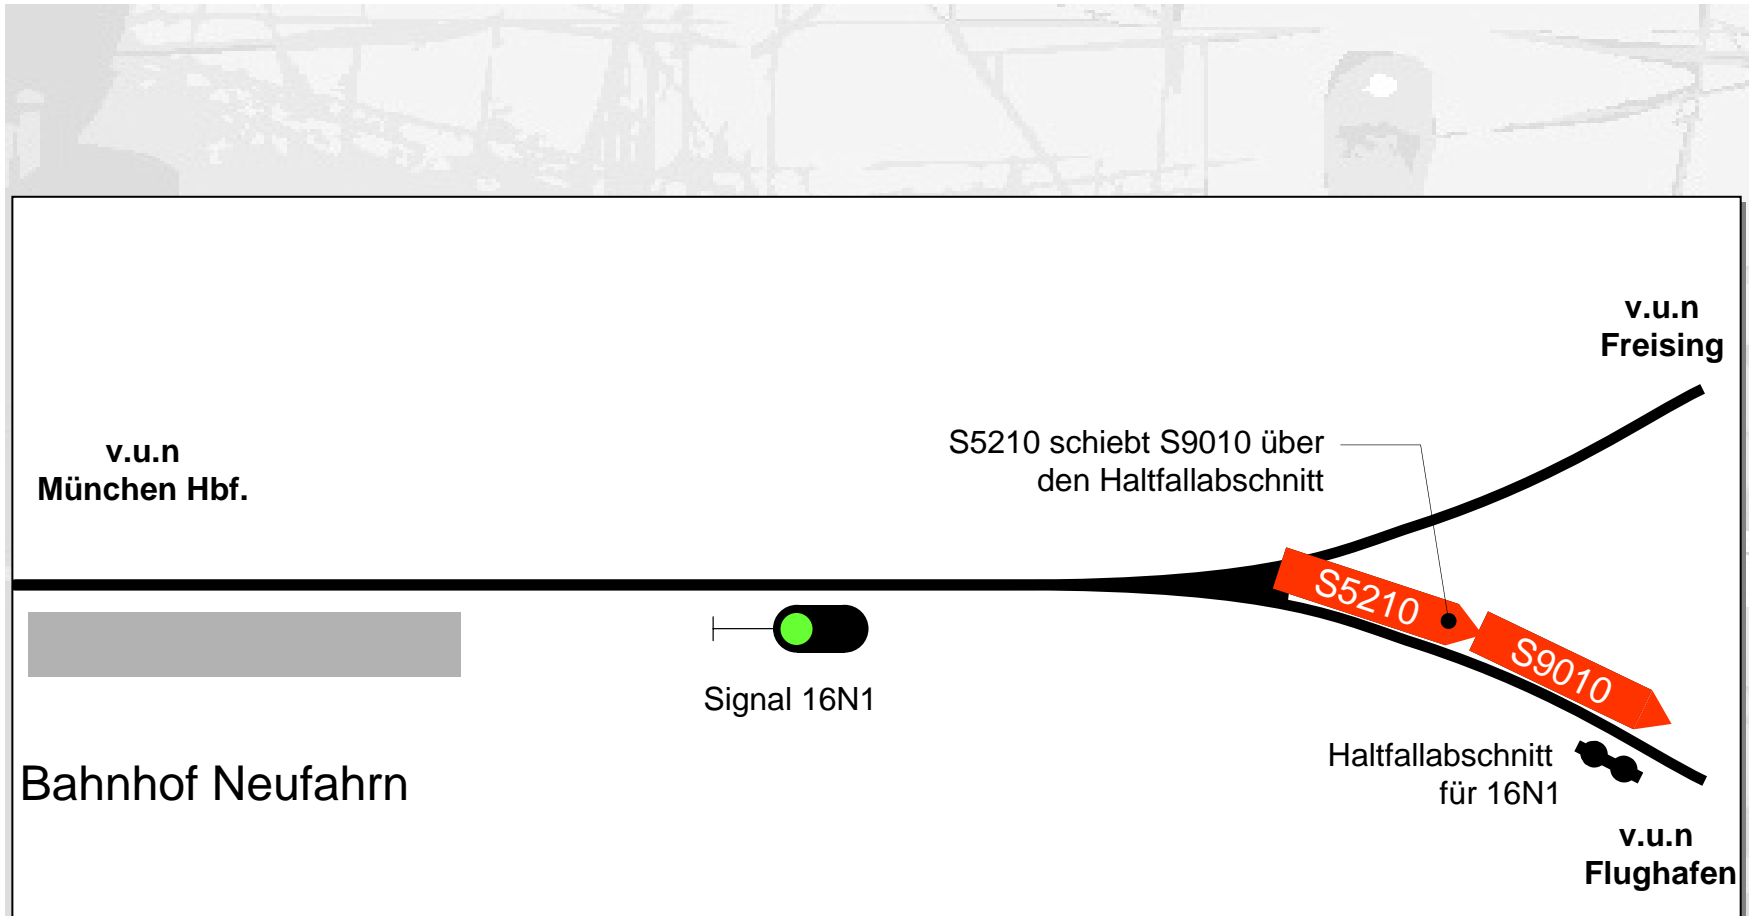 v.u.n
Freising
v.u.n
München Hbf.
S5210 schiebt S9010 über
den Haltfallabschnitt
S5210
S9010
Signal 16N1
Haltfallabschnitt
für 16N1
Bahnhof Neufahrn
v.u.n
Flughafen